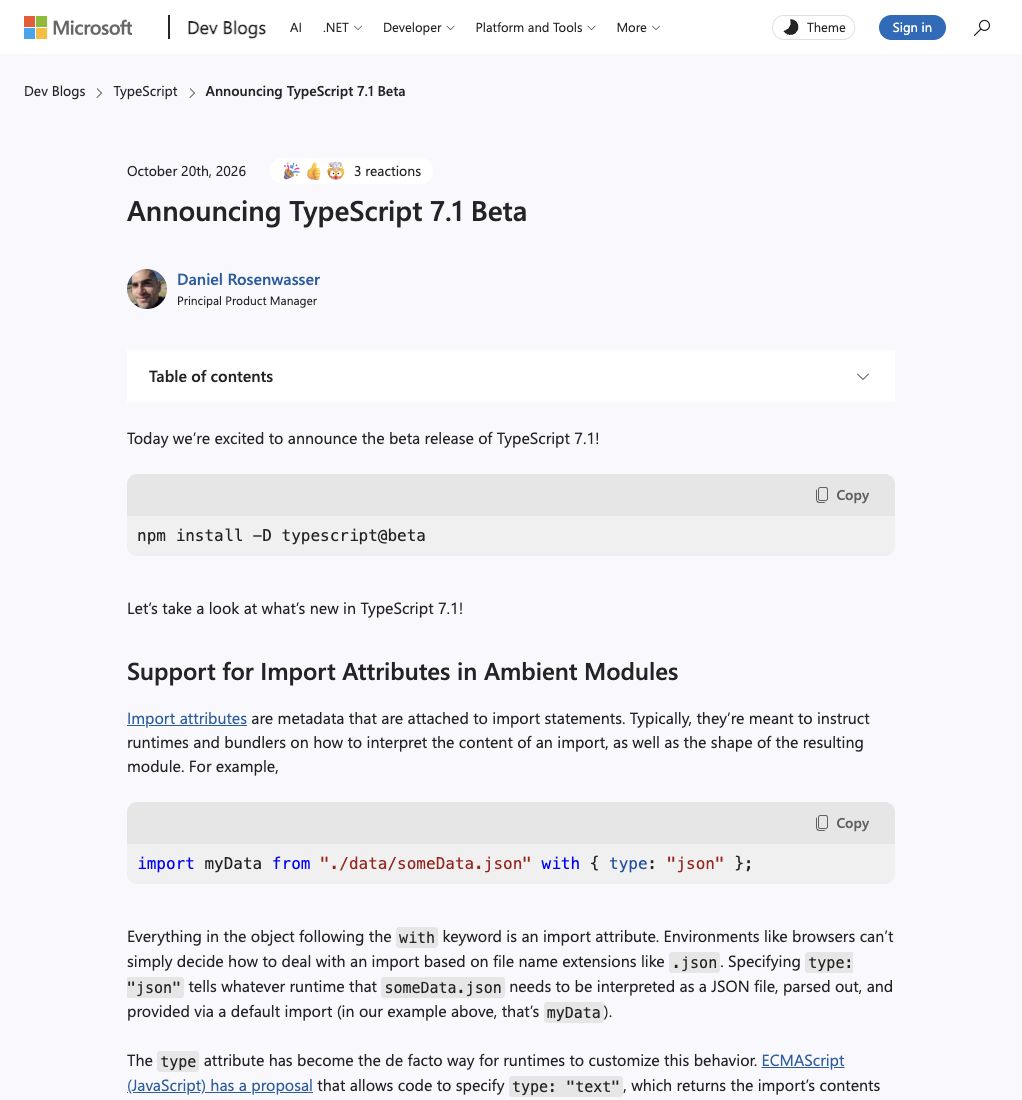 Microsoft | Dev Blogs AI .NET Developer Platform and Tools More Theme Sign in
Dev Blogs > TypeScript > Announcing TypeScript 7.1 Beta
October 20th, 2026 3 reactions
Announcing TypeScript 7.1 Beta
Daniel Rosenwasser
Principal Product Manager
Table of contents
Today we’re excited to announce the beta release of TypeScript 7.1!
Copy
npm install -D typescript@beta
Let’s take a look at what’s new in TypeScript 7.1!
Support for Import Attributes in Ambient Modules
Import attributes are metadata that are attached to import statements. Typically, they’re meant to instruct
runtimes and bundlers on how to interpret the content of an import, as well as the shape of the resulting
module. For example,
Copy
import myData from "./data/someData.json" with { type: "json" };
Everything in the object following the with keyword is an import attribute. Environments like browsers can’t
simply decide how to deal with an import based on file name extensions like .json. Specifying type:
"json" tells whatever runtime that someData.json needs to be interpreted as a JSON file, parsed out, and
provided via a default import (in our example above, that’s myData).
The type attribute has become the de facto way for runtimes to customize this behavior. ECMAScript
(JavaScript) has a proposal that allows code to specify type: "text", which returns the import’s contents